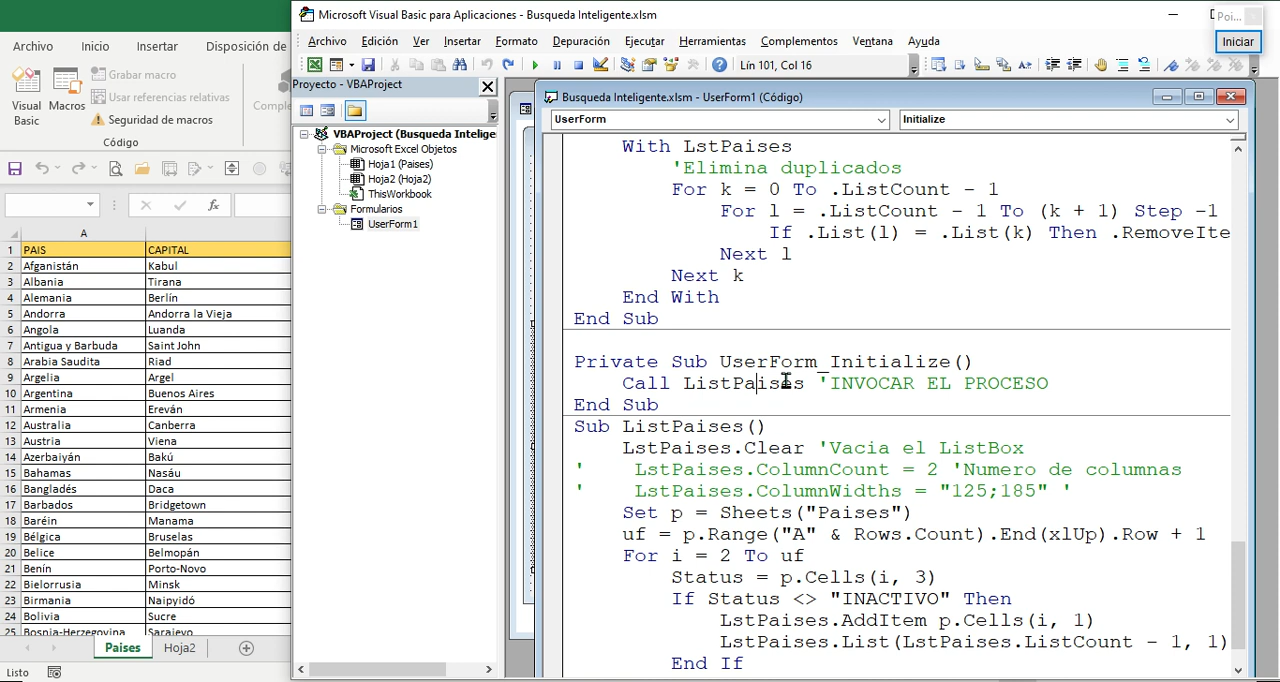 Microsoft Visual Basic para Aplicaciones - Busqueda Inteligente.xlsm
Poi...
Iniciar
Archivo Edición Ver Insertar Formato Depuración Ejecutar Herramientas Complementos Ventana Ayuda
Lín 101, Col 16
Archivo Inicio Insertar Disposición de
Grabar macro
Usar referencias relativas
Seguridad de macros
Visual Basic
Macros
Comple
Código
fx
A
1 PAIS CAPITAL
2 Afganistán Kabul
3 Albania Tirana
4 Alemania Berlín
5 Andorra Andorra la Vieja
6 Angola Luanda
7 Antigua y Barbuda Saint John
8 Arabia Saudita Riad
9 Argelia Argel
10 Argentina Buenos Aires
11 Armenia Ereván
12 Australia Canberra
13 Austria Viena
14 Azerbaiyán Bakú
15 Bahamas Nasáu
16 Bangladés Daca
17 Barbados Bridgetown
18 Baréin Manama
19 Bélgica Bruselas
20 Belice Belmopán
21 Benín Porto-Novo
22 Bielorrusia Minsk
23 Birmania Naipyidó
24 Bolivia Sucre
25 Bosnia-Herzegovina Sarajevo
Paises Hoja2
Listo
Proyecto - VBAProject
VBAProject (Busqueda Intelige
Microsoft Excel Objetos
Hoja1 (Paises)
Hoja2 (Hoja2)
ThisWorkbook
Formularios
UserForm1
Busqueda Inteligente.xlsm - UserForm1 (Código)
UserForm Initialize
With LstPaises
'Elimina duplicados
For k = 0 To .ListCount - 1
For l = .ListCount - 1 To (k + 1) Step -1
If .List(l) = .List(k) Then .RemoveIte
Next l
Next k
End With
End Sub
Private Sub UserForm_Initialize()
Call ListPaises 'INVOCAR EL PROCESO
End Sub
Sub ListPaises()
LstPaises.Clear 'Vacia el ListBox
' LstPaises.ColumnCount = 2 'Numero de columnas
' LstPaises.ColumnWidths = "125;185" '
Set p = Sheets("Paises")
uf = p.Range("A" & Rows.Count).End(xlUp).Row + 1
For i = 2 To uf
Status = p.Cells(i, 3)
If Status <> "INACTIVO" Then
LstPaises.AddItem p.Cells(i, 1)
LstPaises.List(LstPaises.ListCount - 1, 1)
End If